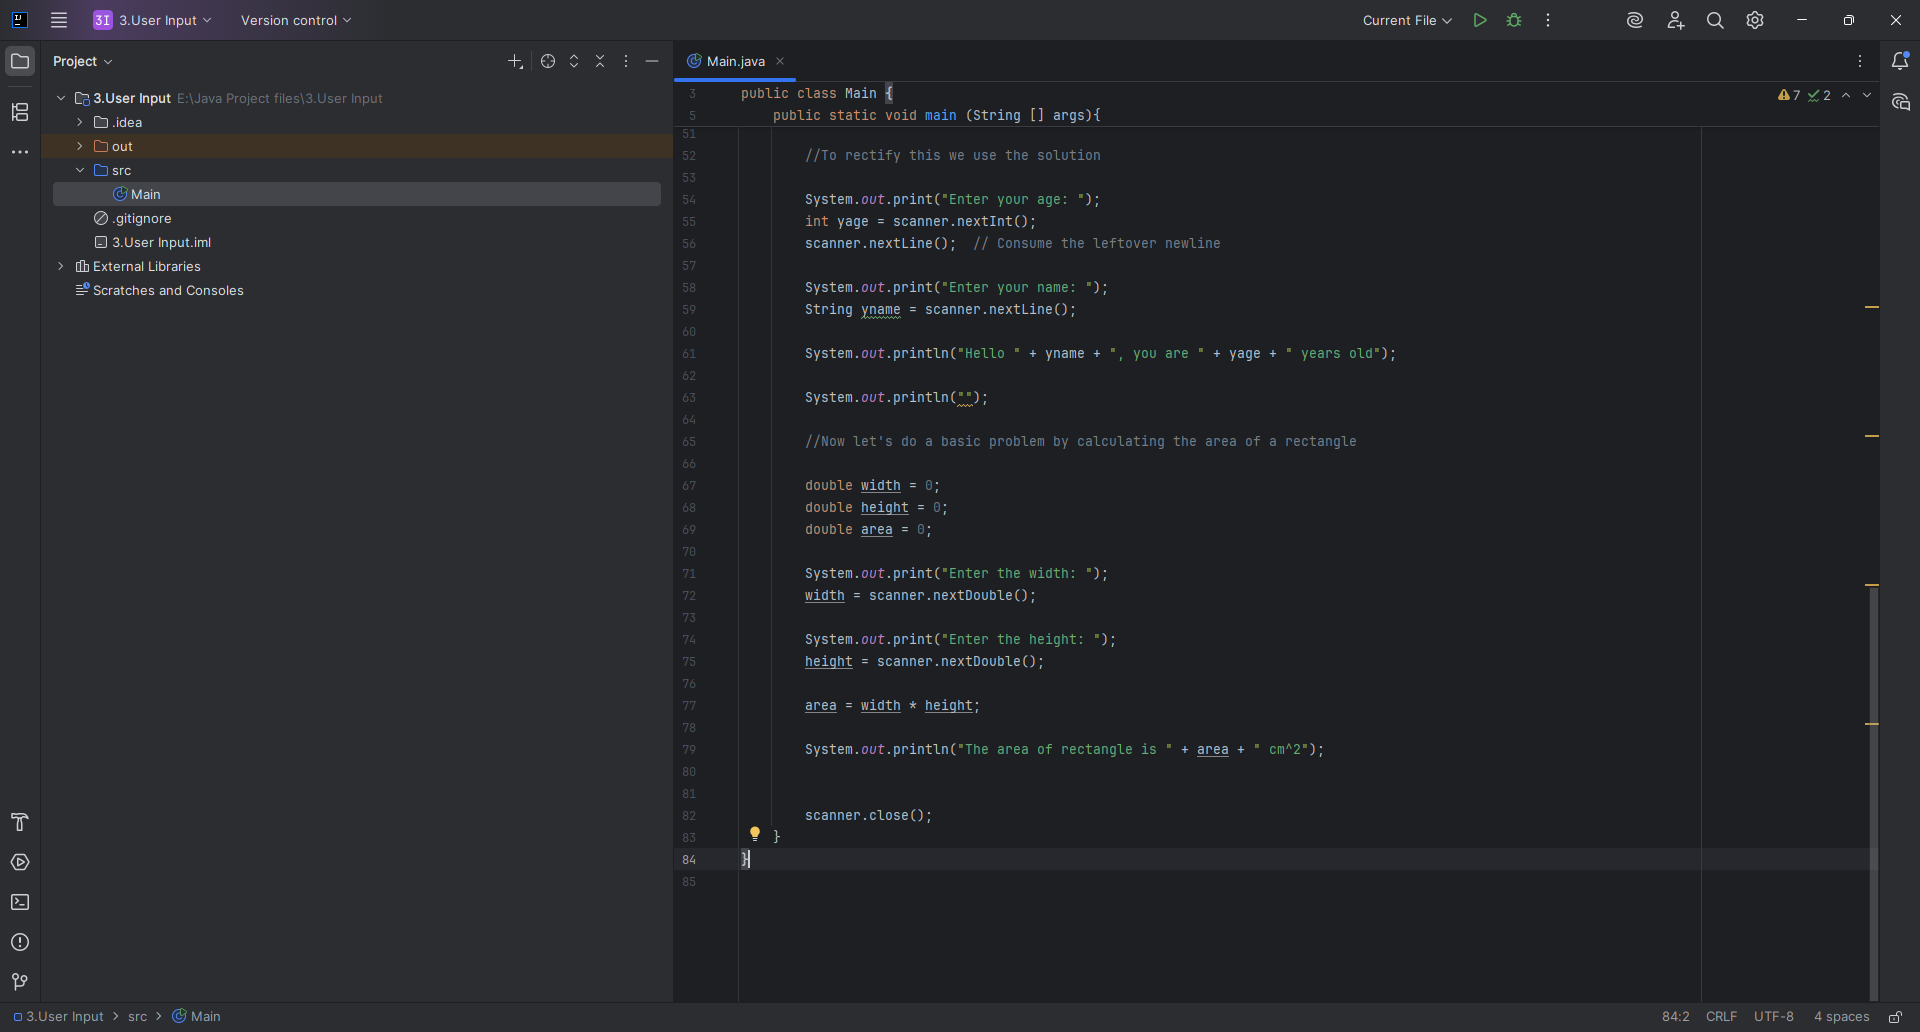 3I 3.User Input Version control Current File
Project
Main.java
3.User Input E:\Java Project files\3.User Input
.idea
out
src
Main
.gitignore
3.User Input.iml
External Libraries
Scratches and Consoles
7 2
3 public class Main {
5 public static void main (String [] args){
51
52 //To rectify this we use the solution
53
54 System.out.print("Enter your age: ");
55 int yage = scanner.nextInt();
56 scanner.nextLine();  // Consume the leftover newline
57
58 System.out.print("Enter your name: ");
59 String yname = scanner.nextLine();
60
61 System.out.println("Hello " + yname + ", you are " + yage + " years old");
62
63 System.out.println("");
64
65 //Now let's do a basic problem by calculating the area of a rectangle
66
67 double width = 0;
68 double height = 0;
69 double area = 0;
70
71 System.out.print("Enter the width: ");
72 width = scanner.nextDouble();
73
74 System.out.print("Enter the height: ");
75 height = scanner.nextDouble();
76
77 area = width * height;
78
79 System.out.println("The area of rectangle is " + area + " cm^2");
80
81
82 scanner.close();
83 }
84 }
85
3.User Input > src > Main 84:2 CRLF UTF-8 4 spaces